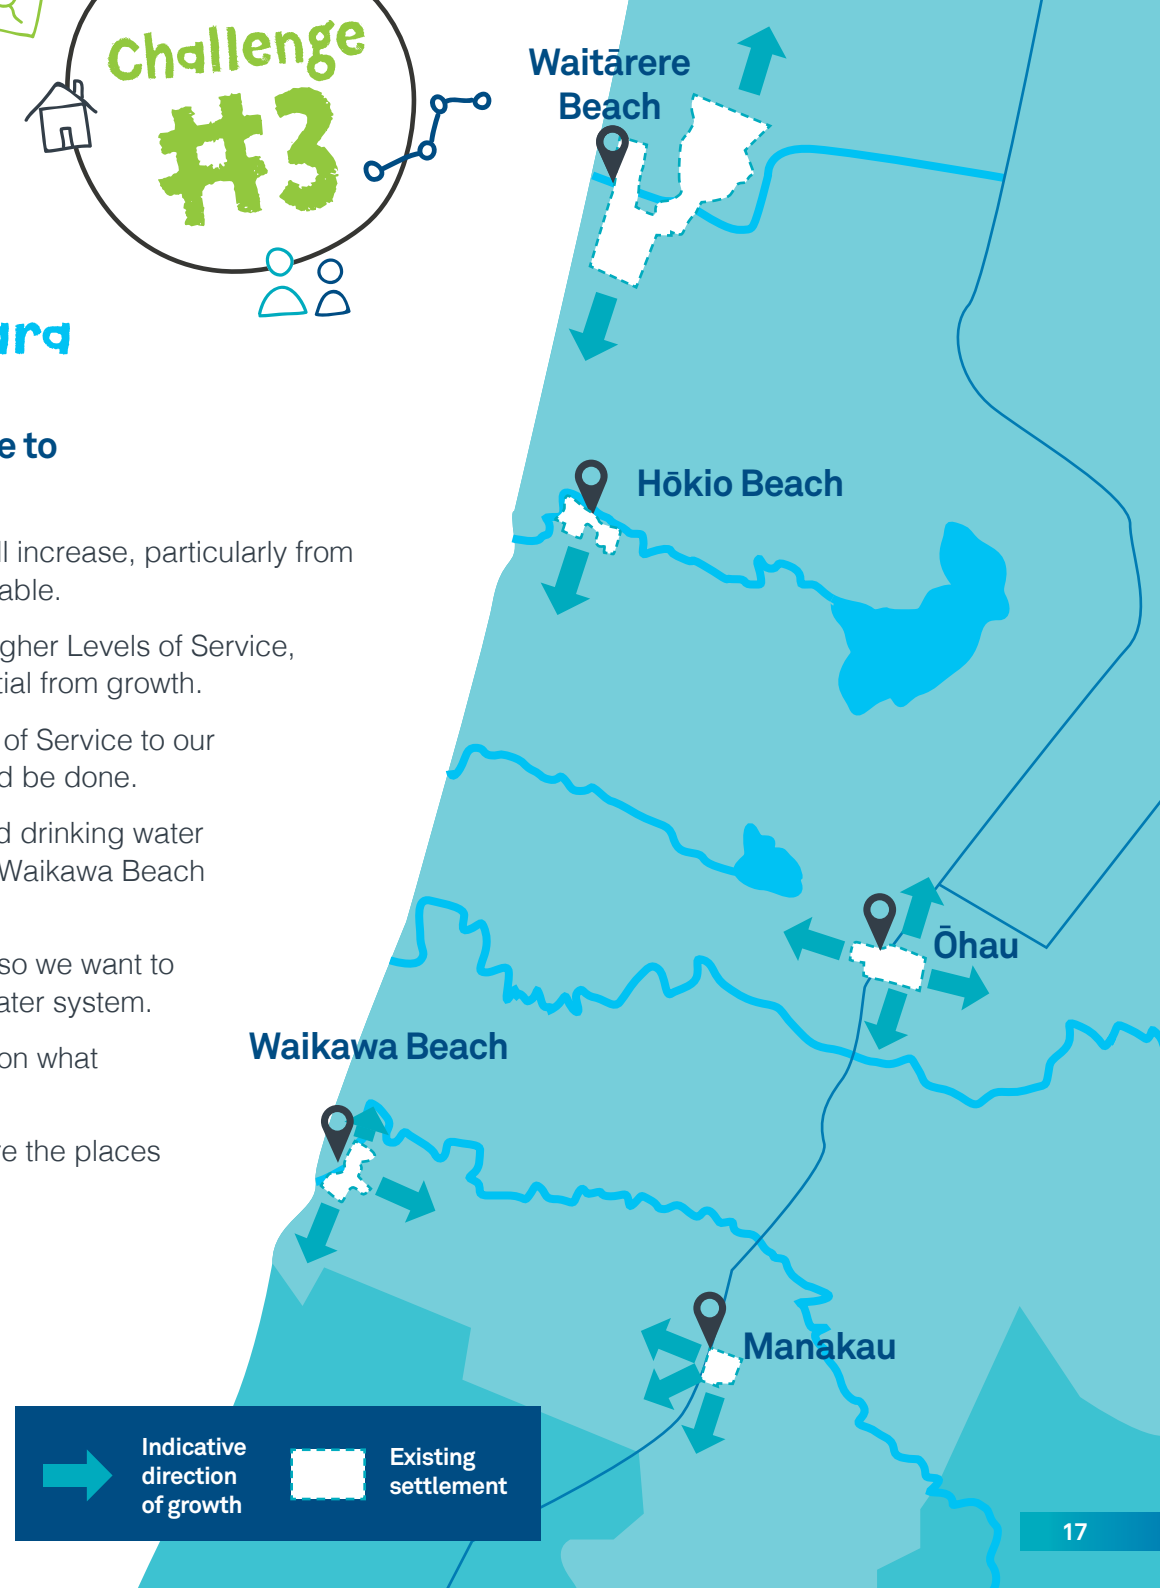 Challenge
#3
ara
e to
ll increase, particularly from
able.
gher Levels of Service,
tial from growth.
of Service to our
d be done.
d drinking water
Waikawa Beach
so we want to
ater system.
on what
e the places
Waitārere
Beach
Hōkio Beach
Ōhau
Waikawa Beach
Manakau
Indicative
direction
of growth
Existing
settlement
17